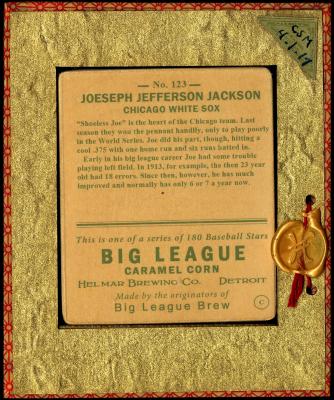 CSM
4.1.19
— No. 123 —
JOESEPH JEFFERSON JACKSON
CHICAGO WHITE SOX
"Shoeless Joe" is the heart of the Chicago team. Last
season they won the pennant handily, only to play poorly
in the World Series. Joe did his part, though, hitting a
cool .375 with one home run and six runs batted in.
Early in his big league career Joe had some trouble
playing left field. In 1913, for example, the then 23 year
old had 18 errors. Since then, however, he has much
improved and normally has only 6 or 7 a year now.
This is one of a series of 180 Baseball Stars
BIG LEAGUE
CARAMEL CORN
HELMAR BREWING CO. DETROIT
Made by the originators of
Big League Brew
C